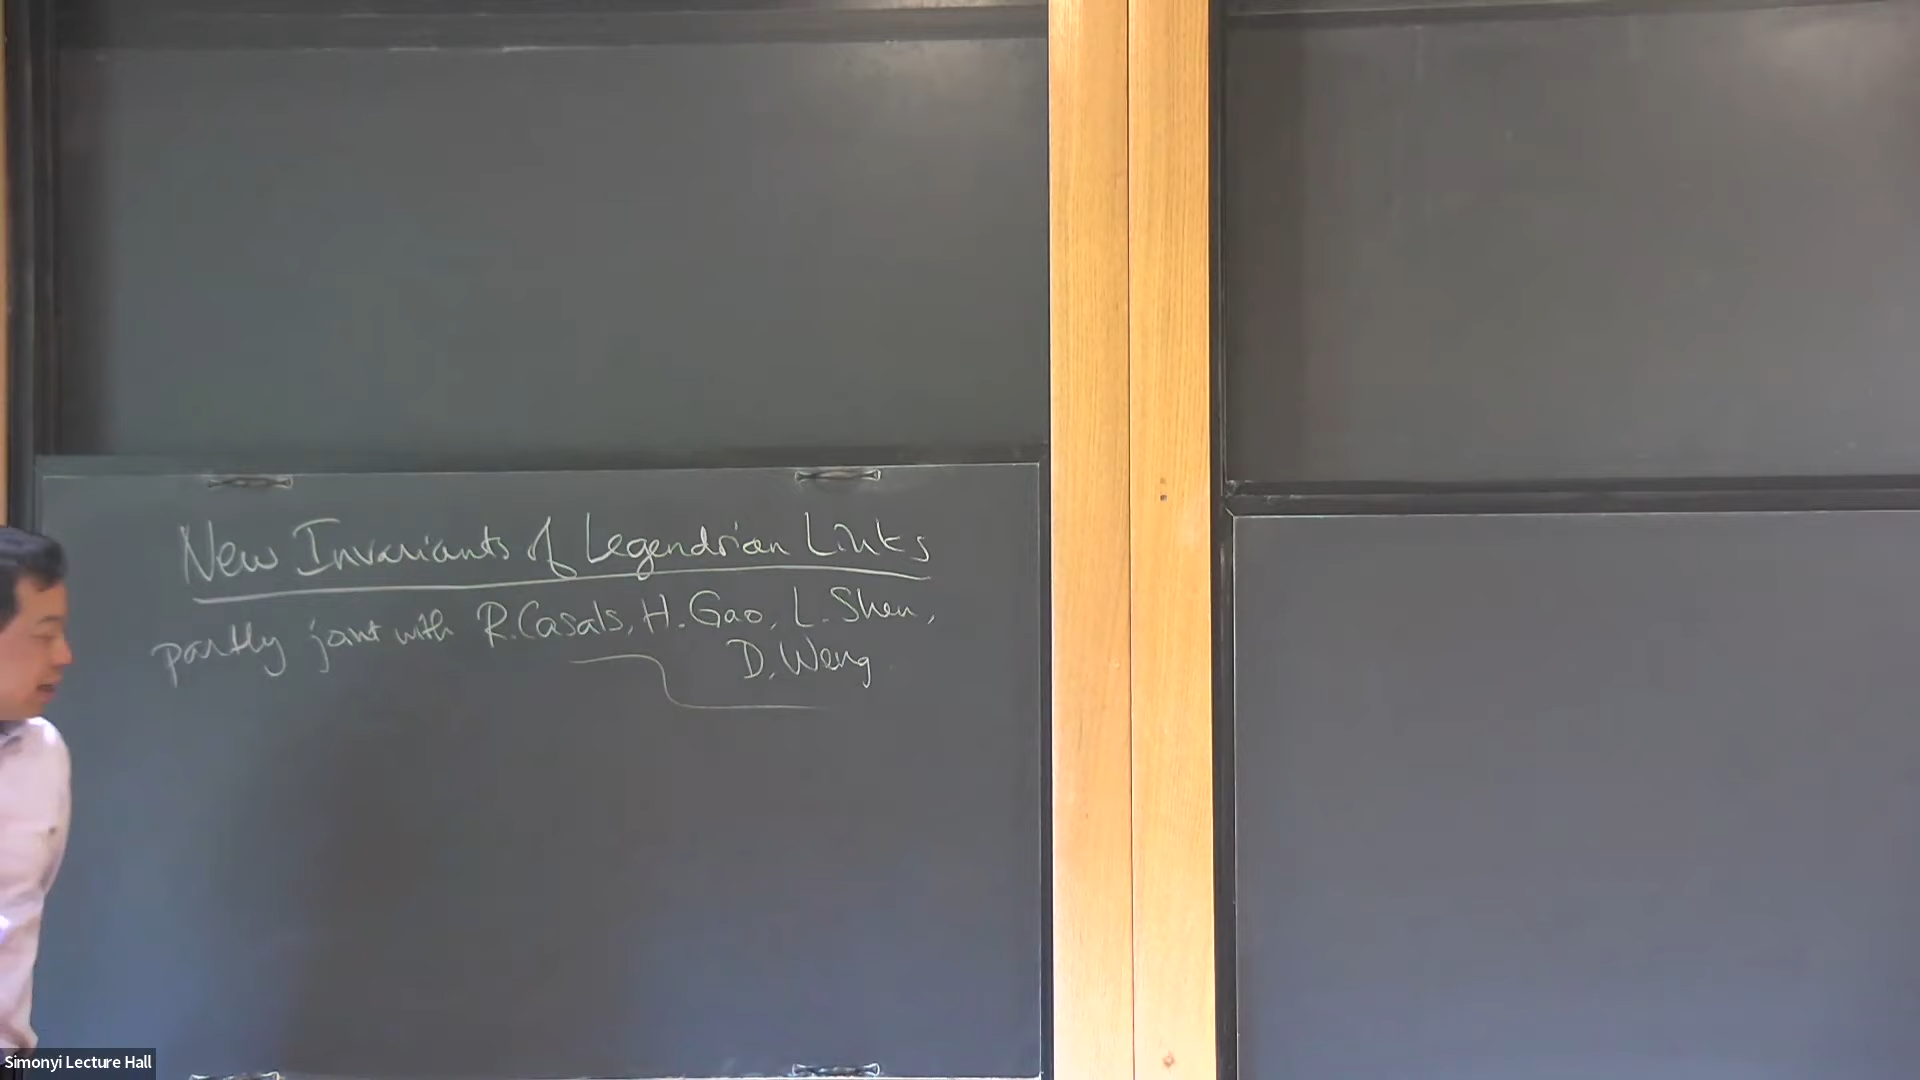 New Invariants of Legendrian Links
partly joint with R. Casals, H. Gao, L. Shen,
D. Weng
Simonyi Lecture Hall